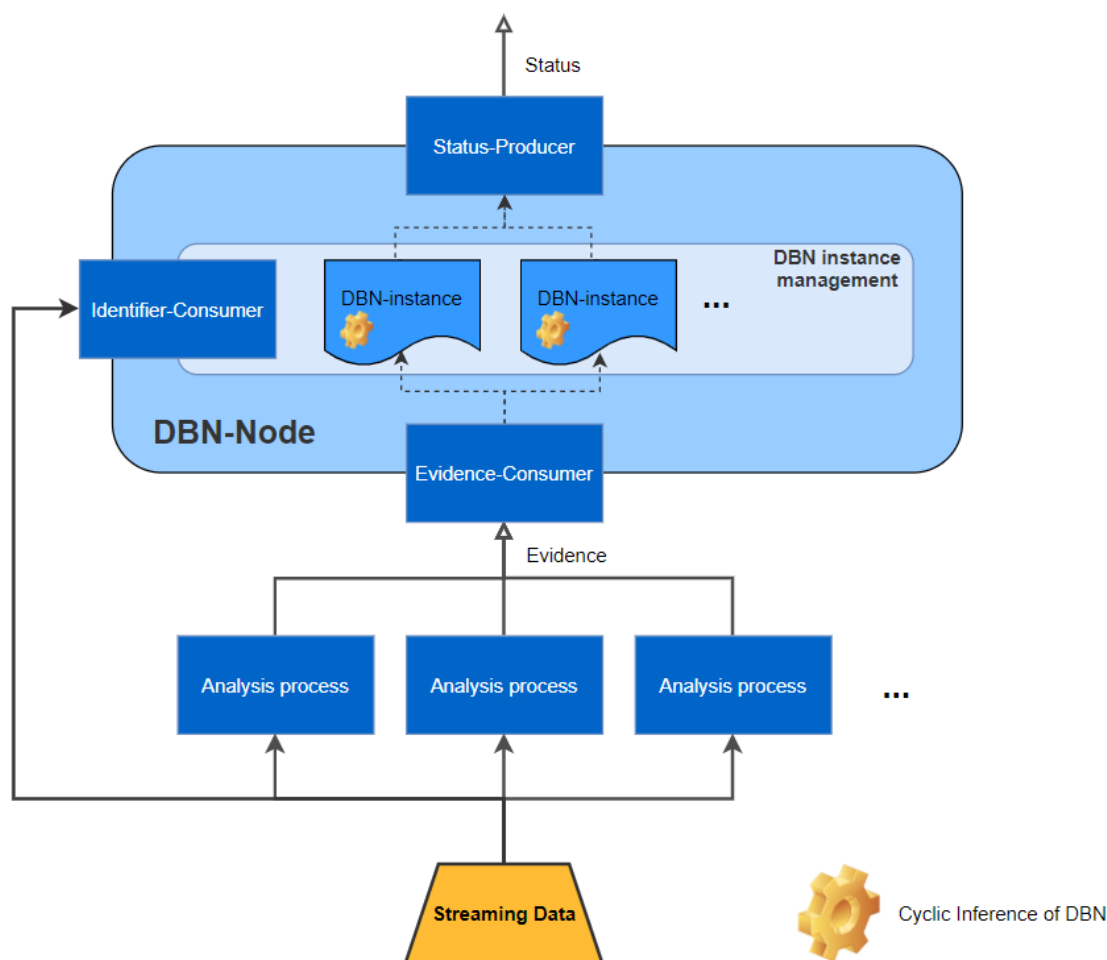 Status
Status-Producer
DBN instance
management
Identifier-Consumer
DBN-instance
DBN-instance
...
DBN-Node
Evidence-Consumer
Evidence
Analysis process
Analysis process
Analysis process
...
Streaming Data
Cyclic Inference of DBN